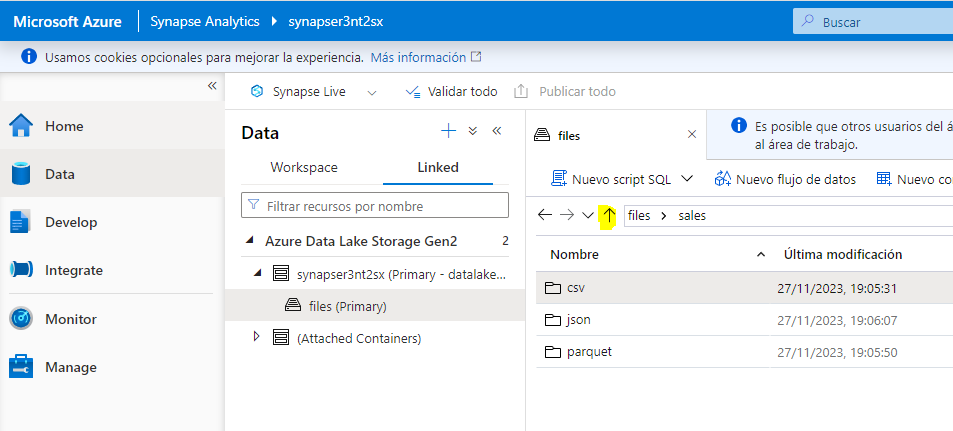 Microsoft Azure
Synapse Analytics
synapser3nt2sx
Buscar
Usamos cookies opcionales para mejorar la experiencia. Más información
Synapse Live
Validar todo
Publicar todo
Home
Data
Develop
Integrate
Monitor
Manage
Data
Workspace
Linked
Filtrar recursos por nombre
Azure Data Lake Storage Gen2 2
synapser3nt2sx (Primary - datalake...
files (Primary)
(Attached Containers)
files
Es posible que otros usuarios del á
al área de trabajo.
Nuevo script SQL
Nuevo flujo de datos
Nuevo co
files > sales
Nombre Última modificación
csv 27/11/2023, 19:05:31
json 27/11/2023, 19:06:07
parquet 27/11/2023, 19:05:50